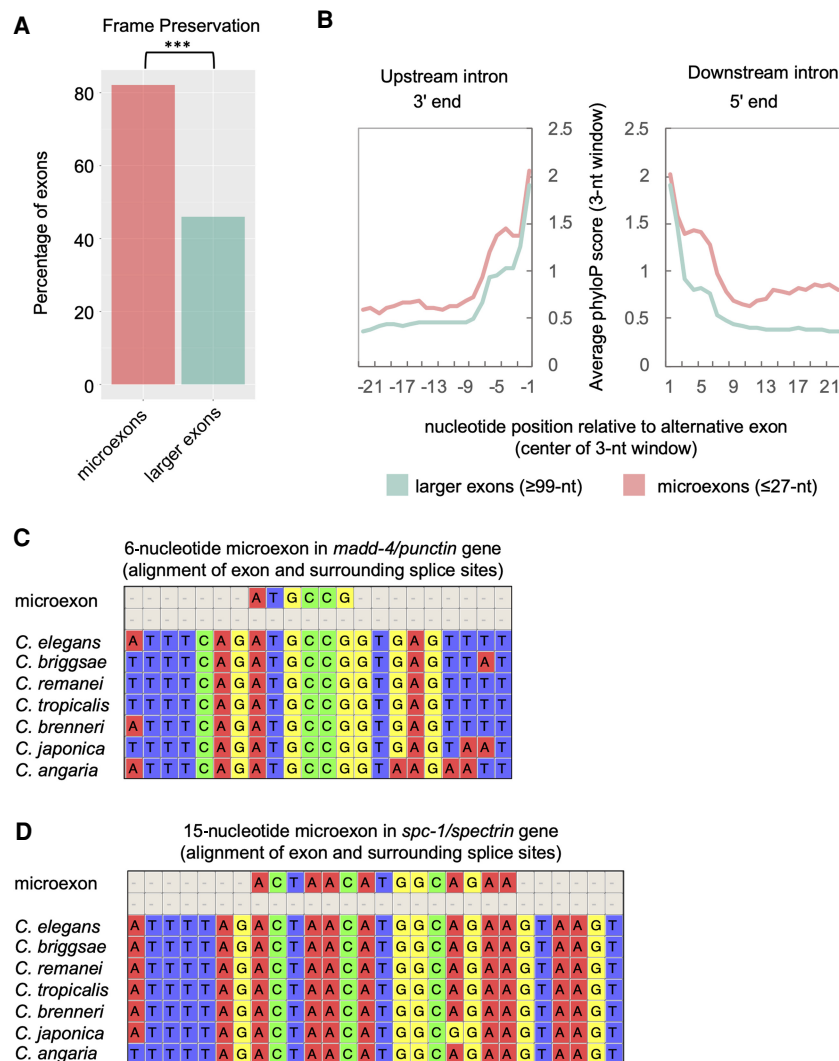 A
Frame Preservation
***
Percentage of exons
80
60
40
20
0
microexons
larger exons
B
Upstream intron
3' end
Downstream intron
5' end
2.5
2
1.5
1
0.5
0
Average phyloP score (3-nt window)
2.5
2
1.5
1
0.5
0
-21 -17 -13 -9 -5 -1
1 5 9 13 17 21
nucleotide position relative to alternative exon
(center of 3-nt window)
larger exons (≥99-nt)
microexons (≤27-nt)
C
6-nucleotide microexon in madd-4/punctin gene
(alignment of exon and surrounding splice sites)
microexon - - - - - - - A T G C C G - - - - - - - - -
- - - - - - - - - - - - - - - - - - - - - -
C. elegans A T T T C A G A T G C C G G T G A G T T T T
C. briggsae T T T T C A G A T G C C G G T G A G T T A T
C. remanei T T T T C A G A T G C C G G T G A G T T T T
C. tropicalis T T T T C A G A T G C C G G T G A G T T T T
C. brenneri A T T T C A G A T G C C G G T G A G T T T T
C. japonica T T T T C A G A T G C C G G T G A G T A A T
C. angaria A T T T C A G A T G C C G G T A A G A A T T
D
15-nucleotide microexon in spc-1/spectrin gene
(alignment of exon and surrounding splice sites)
microexon - - - - - - - A C T A A C A T G G C A G A A - - - - - -
- - - - - - - - - - - - - - - - - - - - - - - - - - - -
C. elegans A T T T T A G A C T A A C A T G G C A G A A G T A A G T
C. briggsae A T T T T A G A C T A A C A T G G C A G A A G T A A G T
C. remanei A T T T T A G A C T A A C A T G G C A G A A G T A A G T
C. tropicalis A T T T T A G A C T A A C A T G G C A G A A G T A A G T
C. brenneri A T T T T A G A C T A A C A T G G C A G A A G T A A G T
C. japonica A T T T T A G A C T A A C A T G G C G G A A G T A A G T
C. angaria T T T T T A G A C T A A C A T G G C A G A A G T A A G T